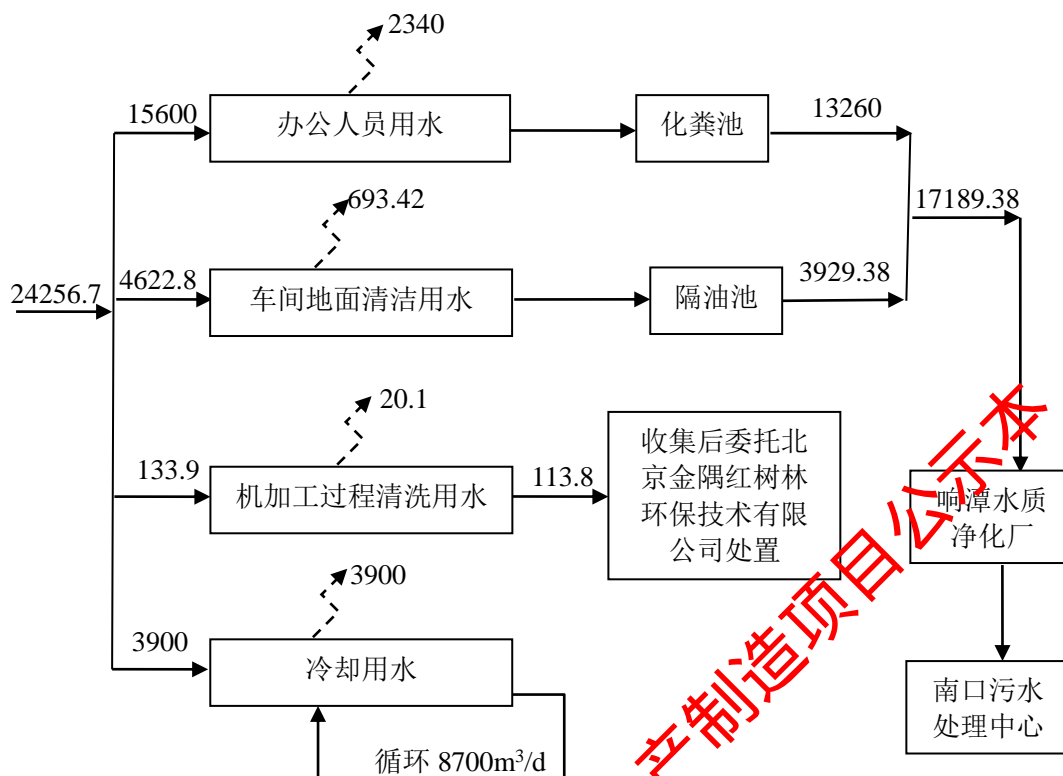 2340
15600
办公人员用水
化粪池
13260
693.42
17189.38
24256.7
4622.8
车间地面清洁用水
隔油池
3929.38
20.1
133.9
机加工过程清洗用水
113.8
收集后委托北
京金隅红树林
环保技术有限
公司处置
响潭水质
净化厂
3900
3900
冷却用水
南口污水
处理中心
循环 8700m³/d
产制造项目公示本